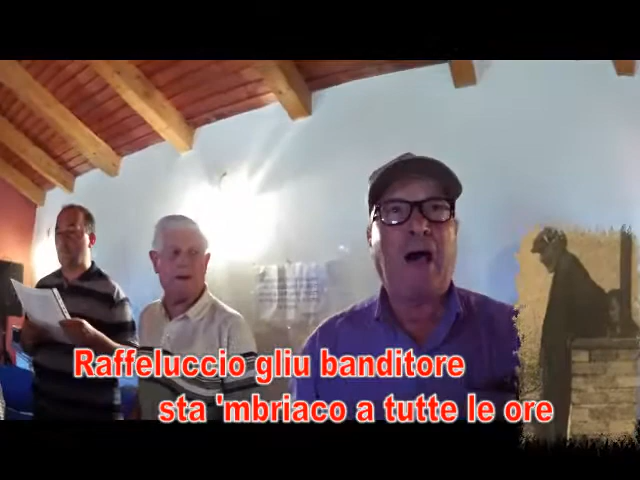 Raffeluccio gliu banditore
sta 'mbriaco a tutte le ore